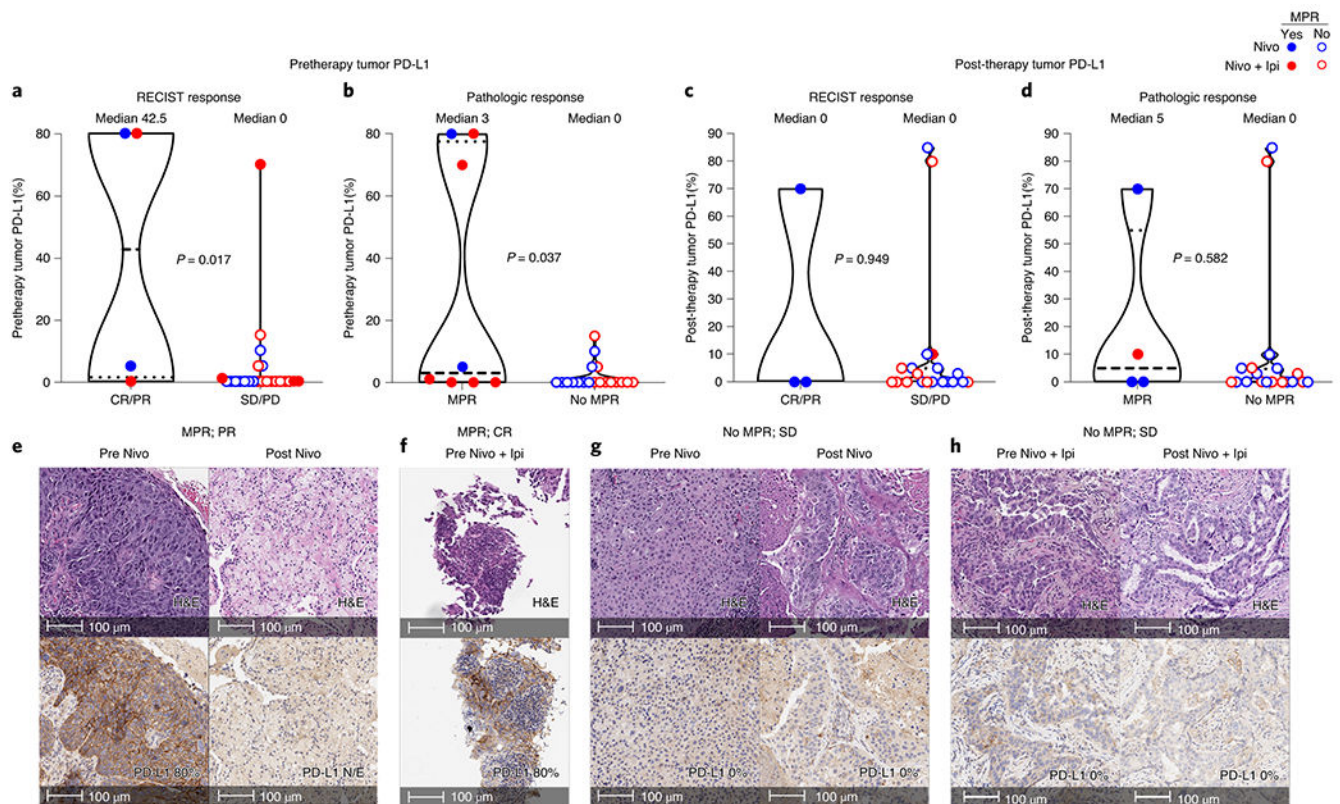 MPR
Yes No
Nivo
Nivo + Ipi
Pretherapy tumor PD-L1
Post-therapy tumor PD-L1
a
RECIST response
Median 42.5 Median 0
Pretherapy tumor PD-L1(%)
80
60
40
20
0
P = 0.017
CR/PR SD/PD
b
Pathologic response
Median 3 Median 0
Pretherapy tumor PD-L1(%)
80
60
40
20
0
P = 0.037
MPR No MPR
c
RECIST response
Median 0 Median 0
Post-therapy tumor PD-L1(%)
90
80
70
60
50
40
30
20
10
0
P = 0.949
CR/PR SD/PD
d
Pathologic response
Median 5 Median 0
Post-therapy tumor PD-L1(%)
90
80
70
60
50
40
30
20
10
0
P = 0.582
MPR No MPR
e
MPR; PR
Pre Nivo Post Nivo
H&E H&E
100 µm 100 µm
PD-L1 80% PD-L1 N/E
100 µm 100 µm
f
MPR; CR
Pre Nivo + Ipi
H&E
100 µm
PD-L1 80%
100 µm
g
No MPR; SD
Pre Nivo Post Nivo
H&E H&E
100 µm 100 µm
PD-L1 0% PD-L1 0%
100 µm 100 µm
h
No MPR; SD
Pre Nivo + Ipi Post Nivo + Ipi
H&E H&E
100 µm 100 µm
PD-L1 0% PD-L1 0%
100 µm 100 µm